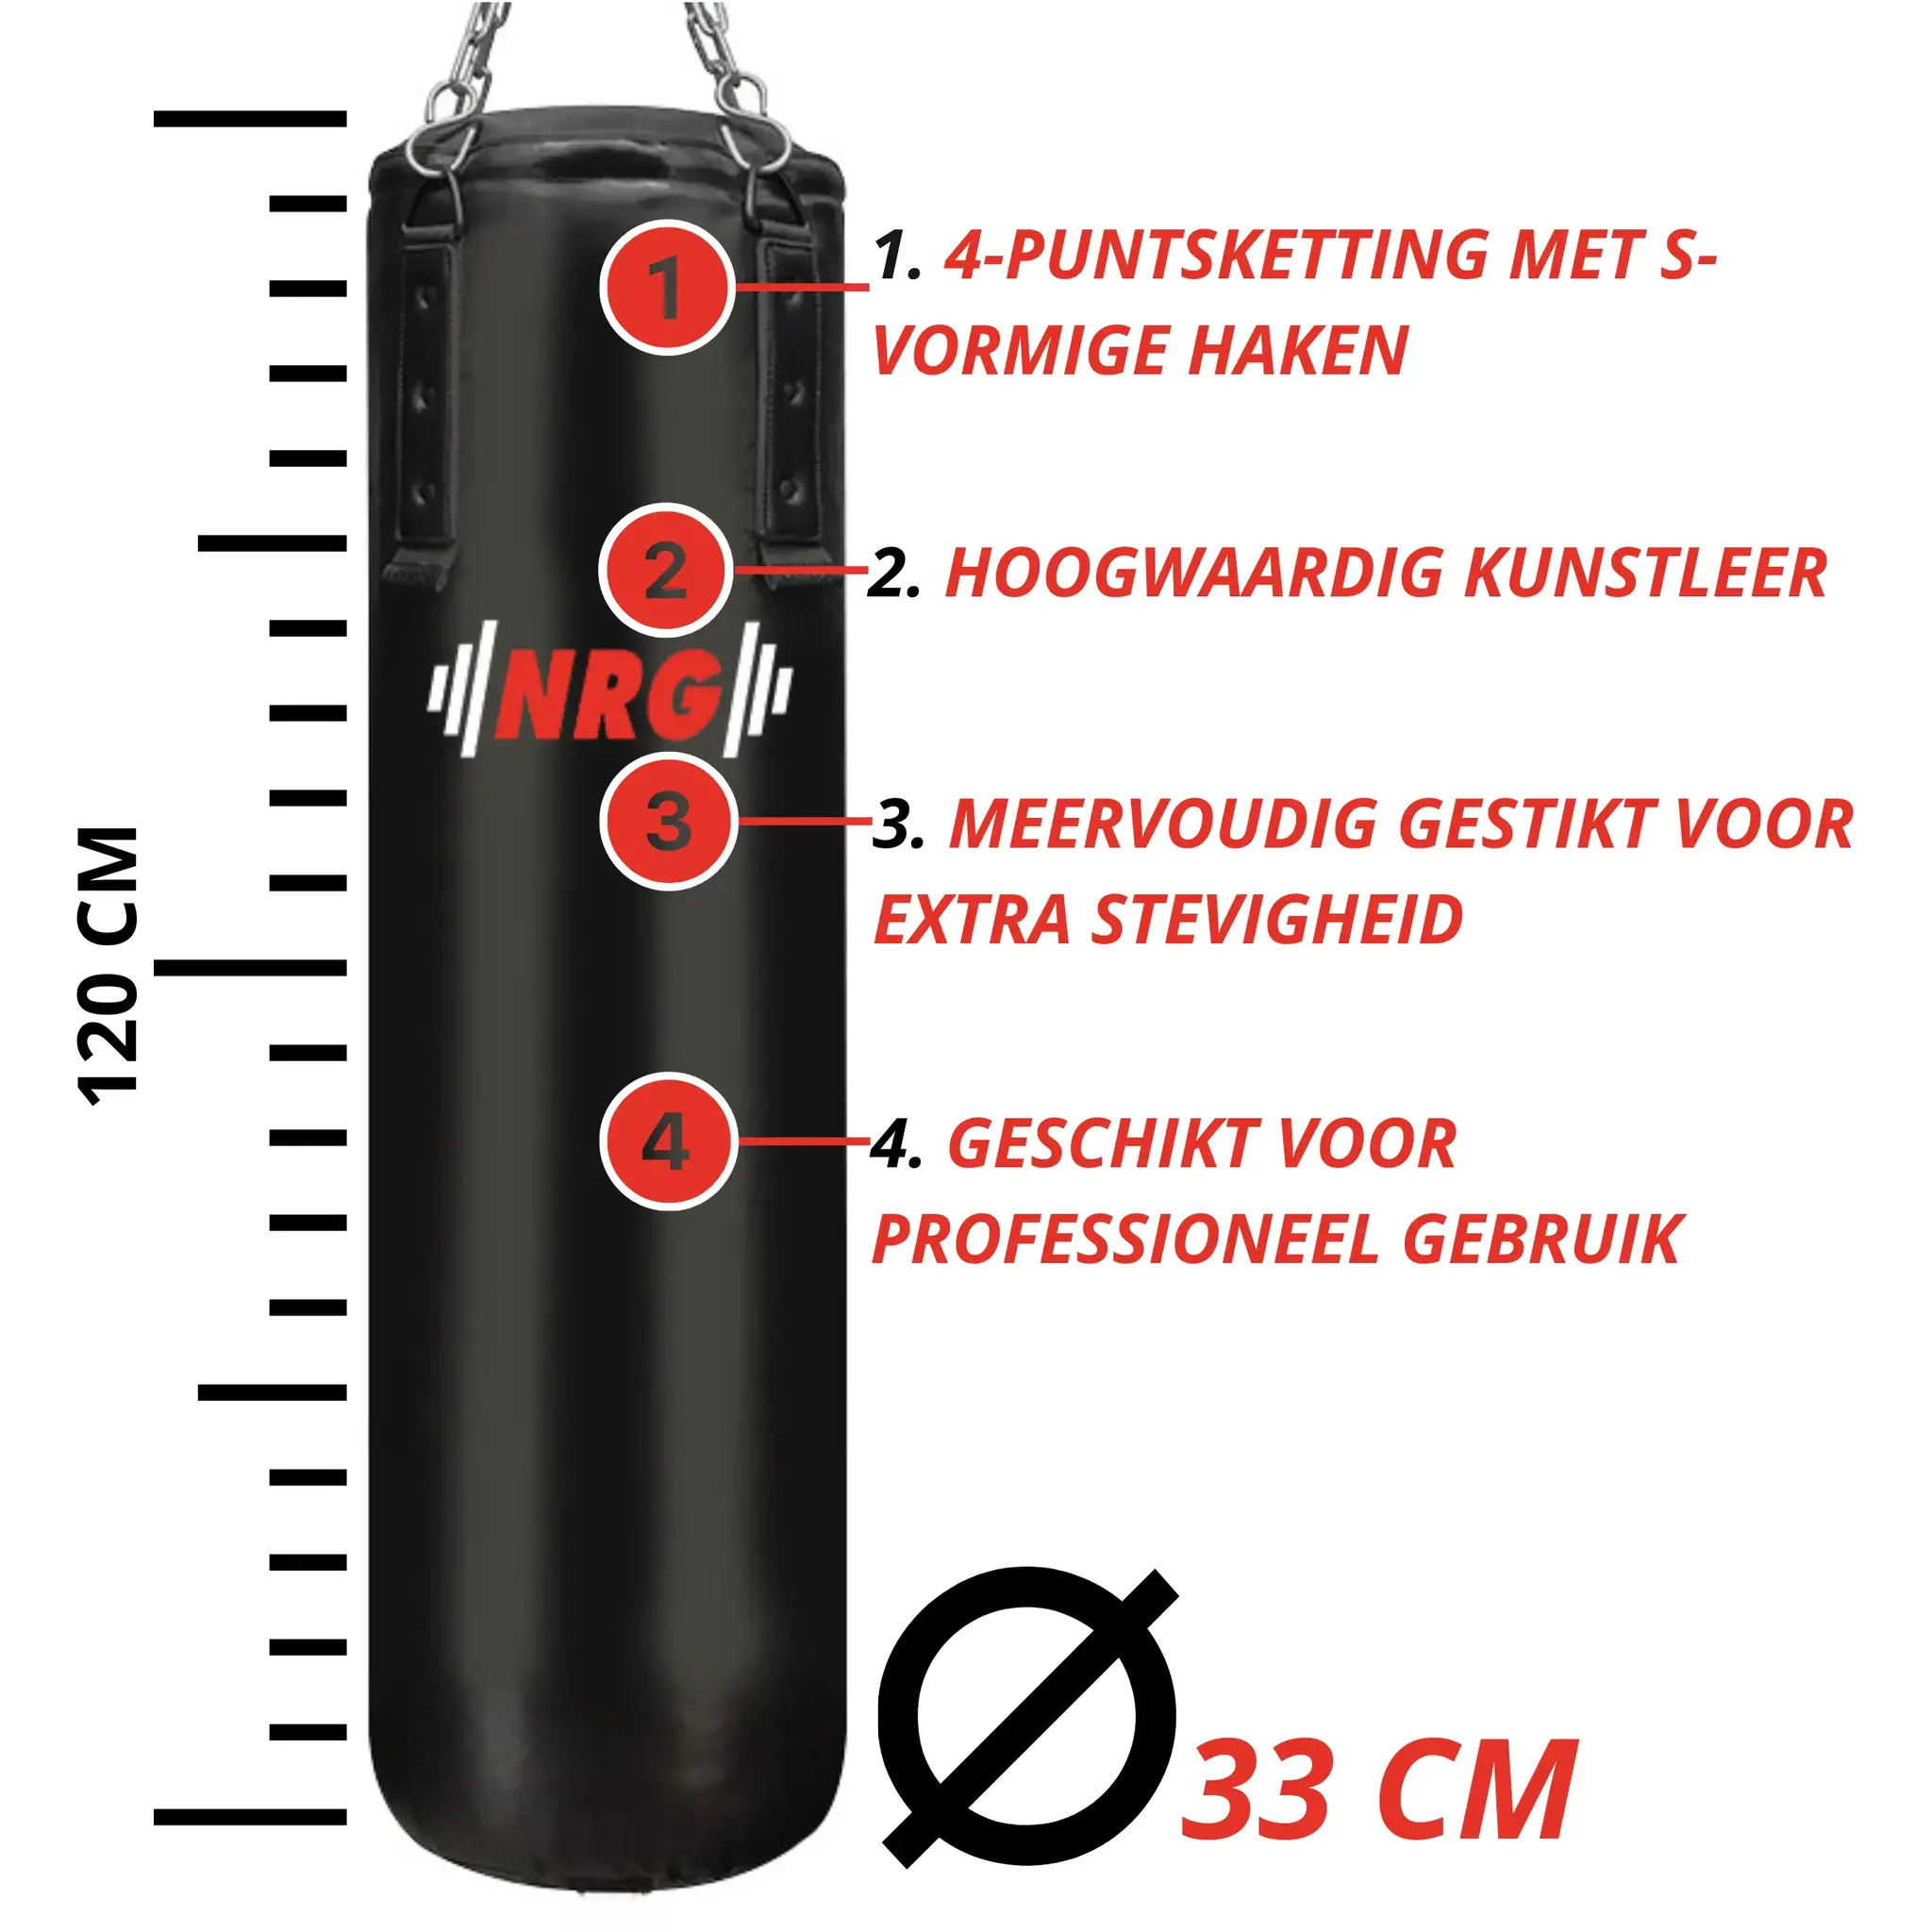 1
1. 4-PUNTSKETTING MET S-
VORMIGE HAKEN
2
2. HOOGWAARDIG KUNSTLEER
NRG
3
3. MEERVOUDIG GESTIKT VOOR
EXTRA STEVIGHEID
120 CM
4
4. GESCHIKT VOOR
PROFESSIONEEL GEBRUIK
Ø 33 CM